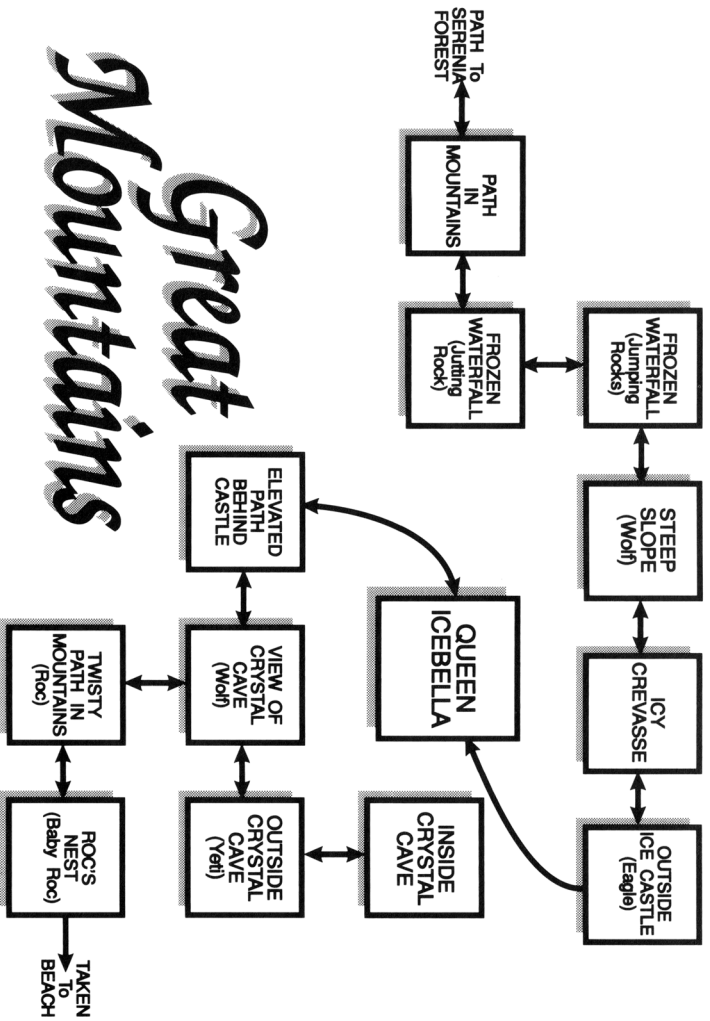 Great
Mountains
PATH To
SERENIA
FOREST
PATH
IN
MOUNTAINS
FROZEN
WATERFALL
(Jutting
Rock)
FROZEN
WATERFALL
(Jumping
Rocks)
STEEP
SLOPE
(Wolf)
ICY
CREVASSE
OUTSIDE
ICE CASTLE
(Eagle)
QUEEN
ICEBELLA
ELEVATED
PATH
BEHIND
CASTLE
VIEW OF
CRYSTAL
CAVE
(Wolf)
OUTSIDE
CRYSTAL
CAVE
(Yeti)
INSIDE
CRYSTAL
CAVE
TWISTY
PATH IN
MOUNTAINS
(Roc)
ROC'S
NEST
(Baby Roc)
TAKEN
To
BEACH